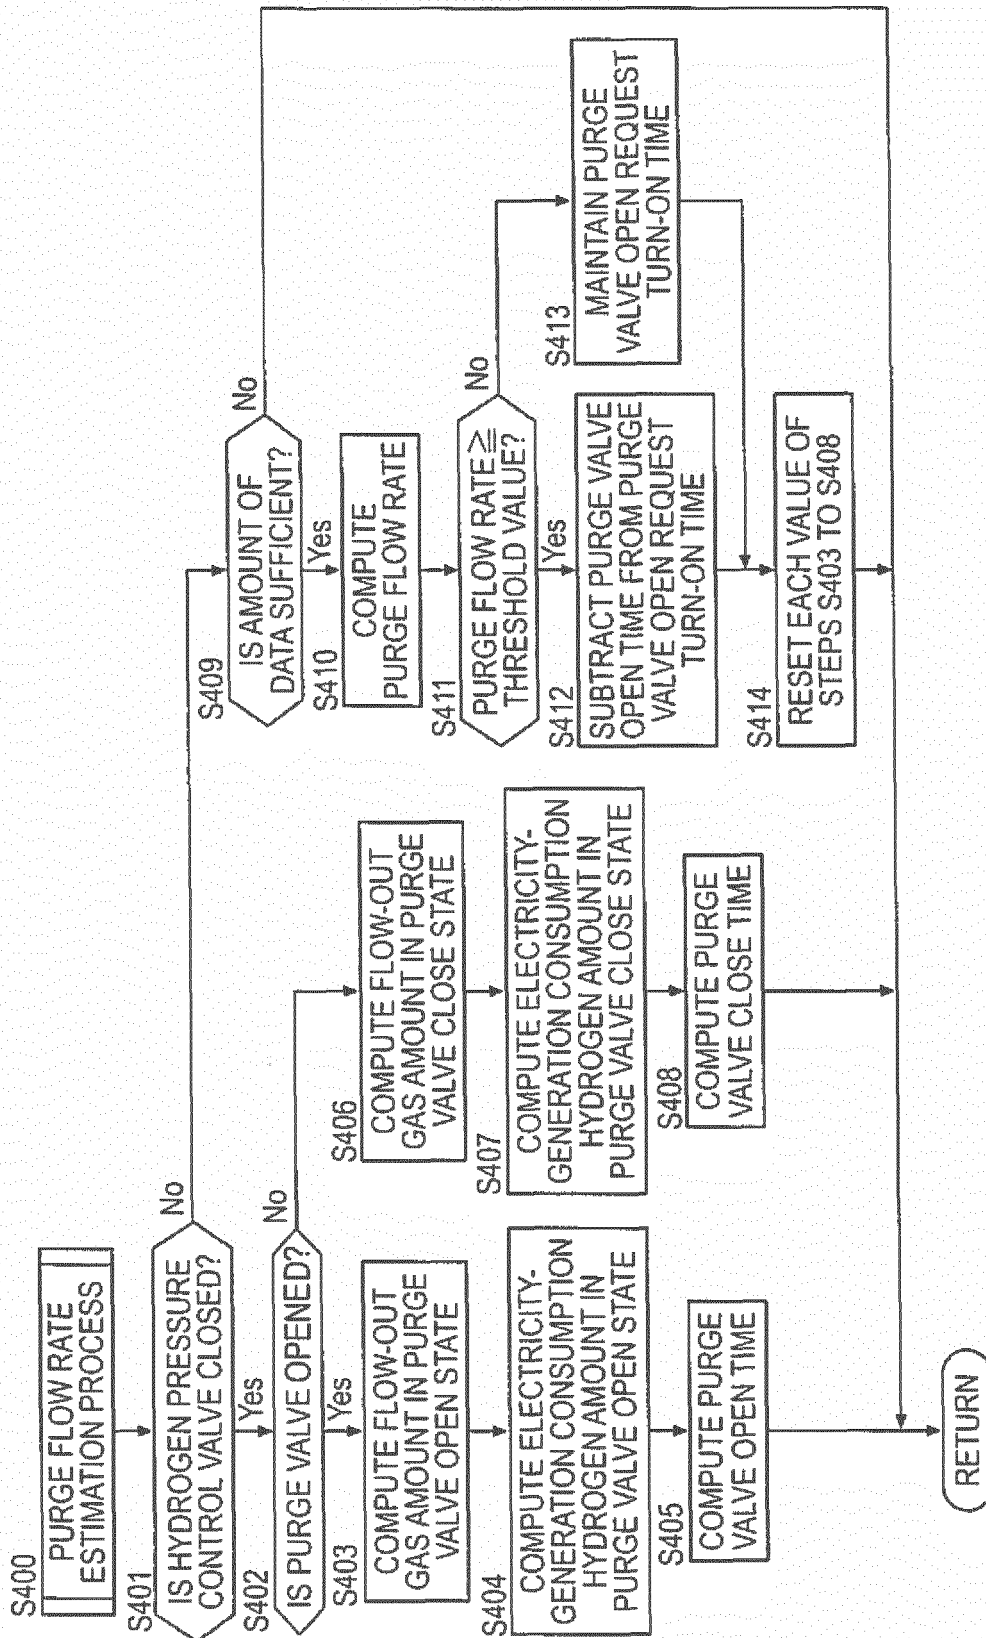 S400
PURGE FLOW RATE
ESTIMATION PROCESS
S401
IS HYDROGEN PRESSURE
CONTROL VALVE CLOSED?
No
Yes
S402
IS PURGE VALVE OPENED?
No
Yes
S403
COMPUTE FLOW-OUT
GAS AMOUNT IN PURGE
VALVE OPEN STATE
S404
COMPUTE ELECTRICITY-
GENERATION CONSUMPTION
HYDROGEN AMOUNT IN
PURGE VALVE OPEN STATE
S405
COMPUTE PURGE
VALVE OPEN TIME
S406
COMPUTE FLOW-OUT
GAS AMOUNT IN PURGE
VALVE CLOSE STATE
S407
COMPUTE ELECTRICITY-
GENERATION CONSUMPTION
HYDROGEN AMOUNT IN
PURGE VALVE CLOSE STATE
S408
COMPUTE PURGE
VALVE CLOSE TIME
S409
IS AMOUNT OF
DATA SUFFICIENT?
No
Yes
S410
COMPUTE
PURGE FLOW RATE
S411
PURGE FLOW RATE ≧
THRESHOLD VALUE?
No
Yes
S412
SUBTRACT PURGE VALVE
OPEN TIME FROM PURGE
VALVE OPEN REQUEST
TURN-ON TIME
S413
MAINTAIN PURGE
VALVE OPEN REQUEST
TURN-ON TIME
S414
RESET EACH VALUE OF
STEPS S403 TO S408
RETURN